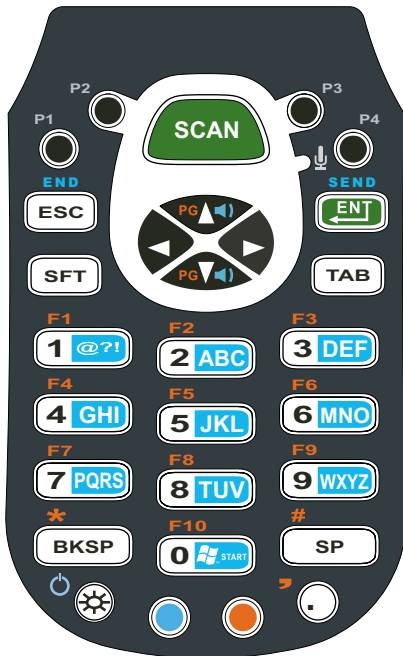 P2 P3
P1 P4
SCAN
END SEND
ESC ENT
PG
SFT TAB
PG
F1 F2 F3
1 @?! 2 ABC 3 DEF
F4 F5 F6
4 GHI 5 JKL 6 MNO
F7 F8 F9
7 PQRS 8 TUV 9 WXYZ
* F10 #
BKSP 0 START SP
, .